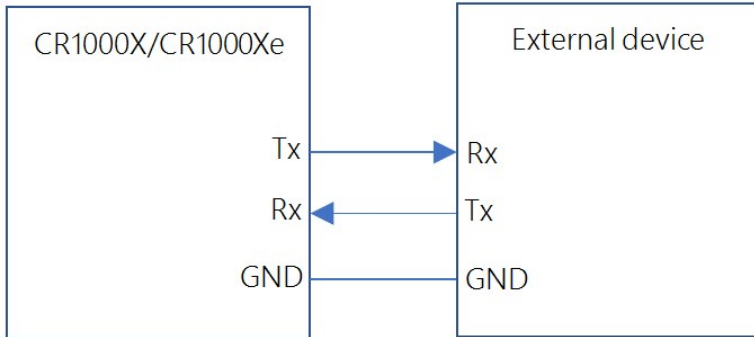 CR1000X/CR1000Xe
External device
Tx
Rx
Rx
Tx
GND
GND